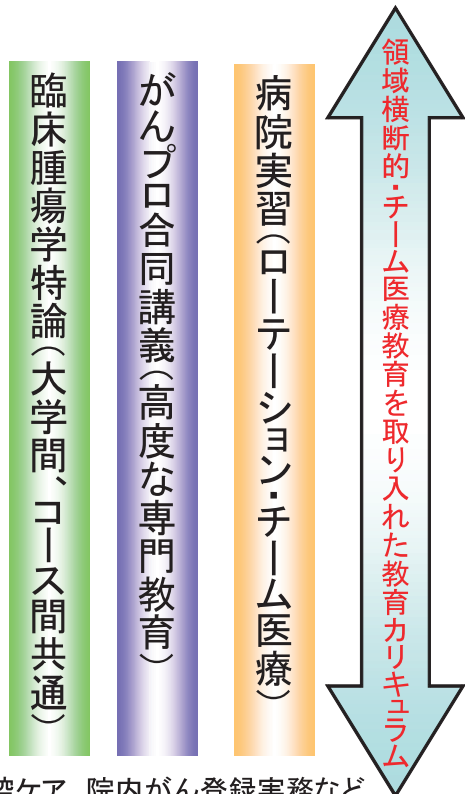 領域横断的・チーム医療教育を取り入れた教育カリキュラム
病院実習(ローテーション・チーム医療)
がんプロ合同講義(高度な専門教育)
臨床腫瘍学特論(大学間、コース間共通)
ケア、院内がん登録実務など